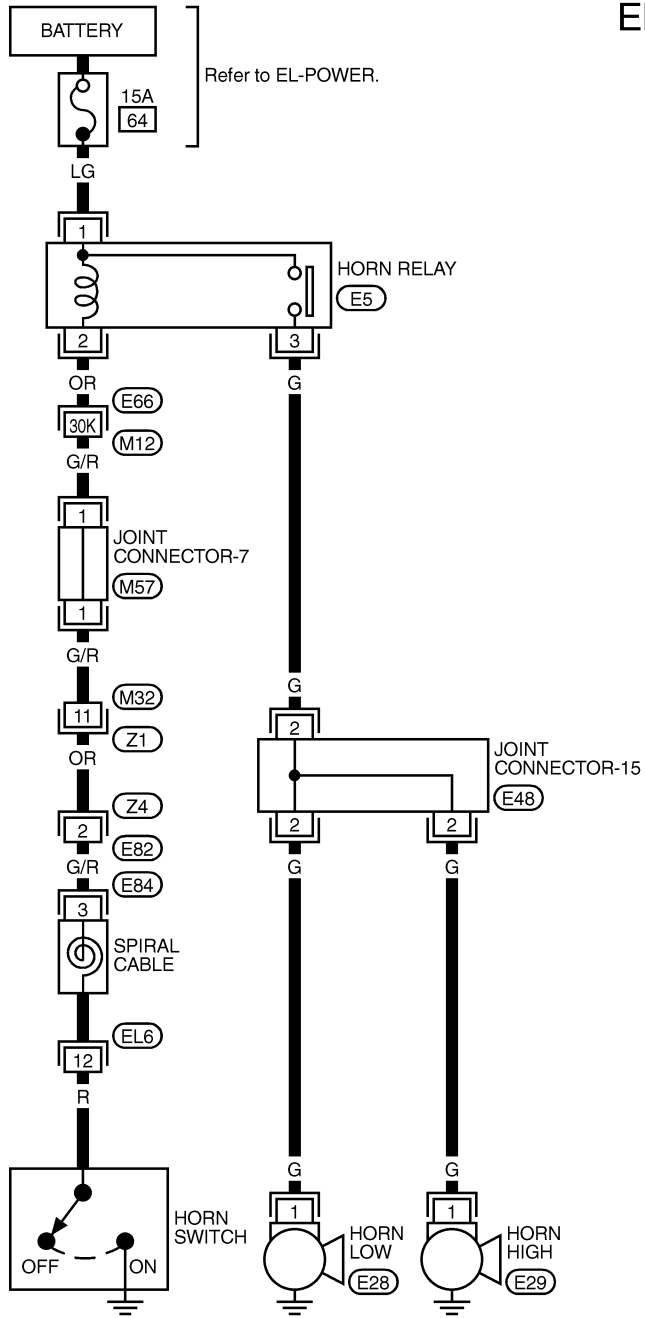 EL
BATTERY
Refer to EL-POWER.
15A
64
LG
1
HORN RELAY
E5
2
3
OR
G
E66
30K
M12
G/R
1
JOINT
CONNECTOR-7
M57
1
G/R
G
M32
11
Z1
OR
2
JOINT
CONNECTOR-15
E48
Z4
2
E82
2
2
G/R
G
G
E84
3
SPIRAL
CABLE
EL6
12
R
G
G
HORN
SWITCH
OFF
ON
1
HORN
LOW
E28
1
HORN
HIGH
E29